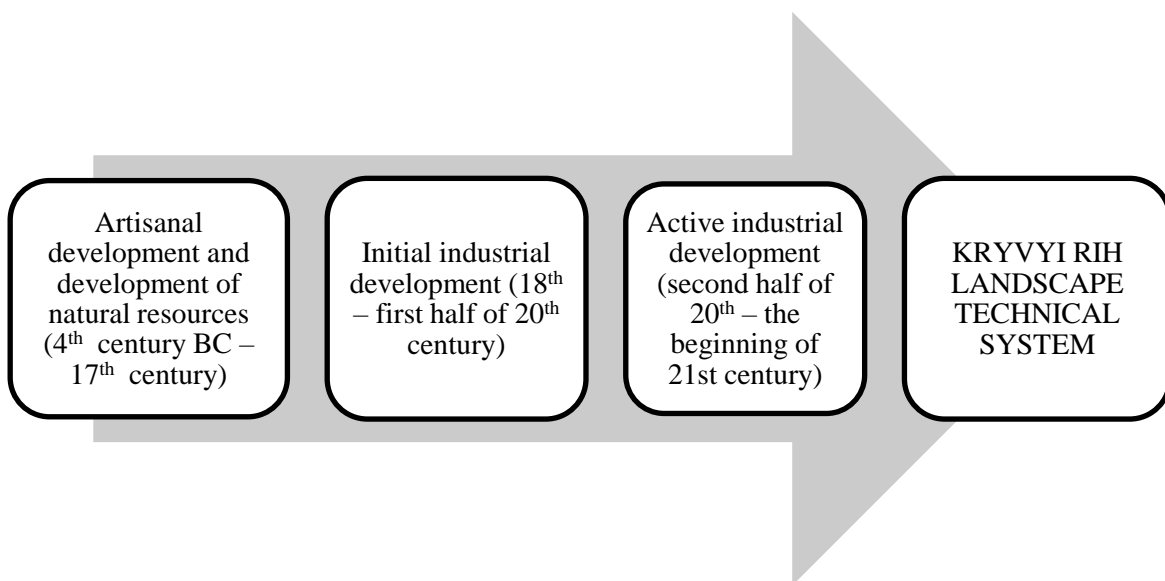 Artisanal
development and
development of
natural resources
(4th century BC –
17th century)
Initial industrial
development (18th
– first half of 20th
century)
Active industrial
development
(second half of
20th – the
beginning of
21st century)
KRYVYI RIH
LANDSCAPE
TECHNICAL
SYSTEM